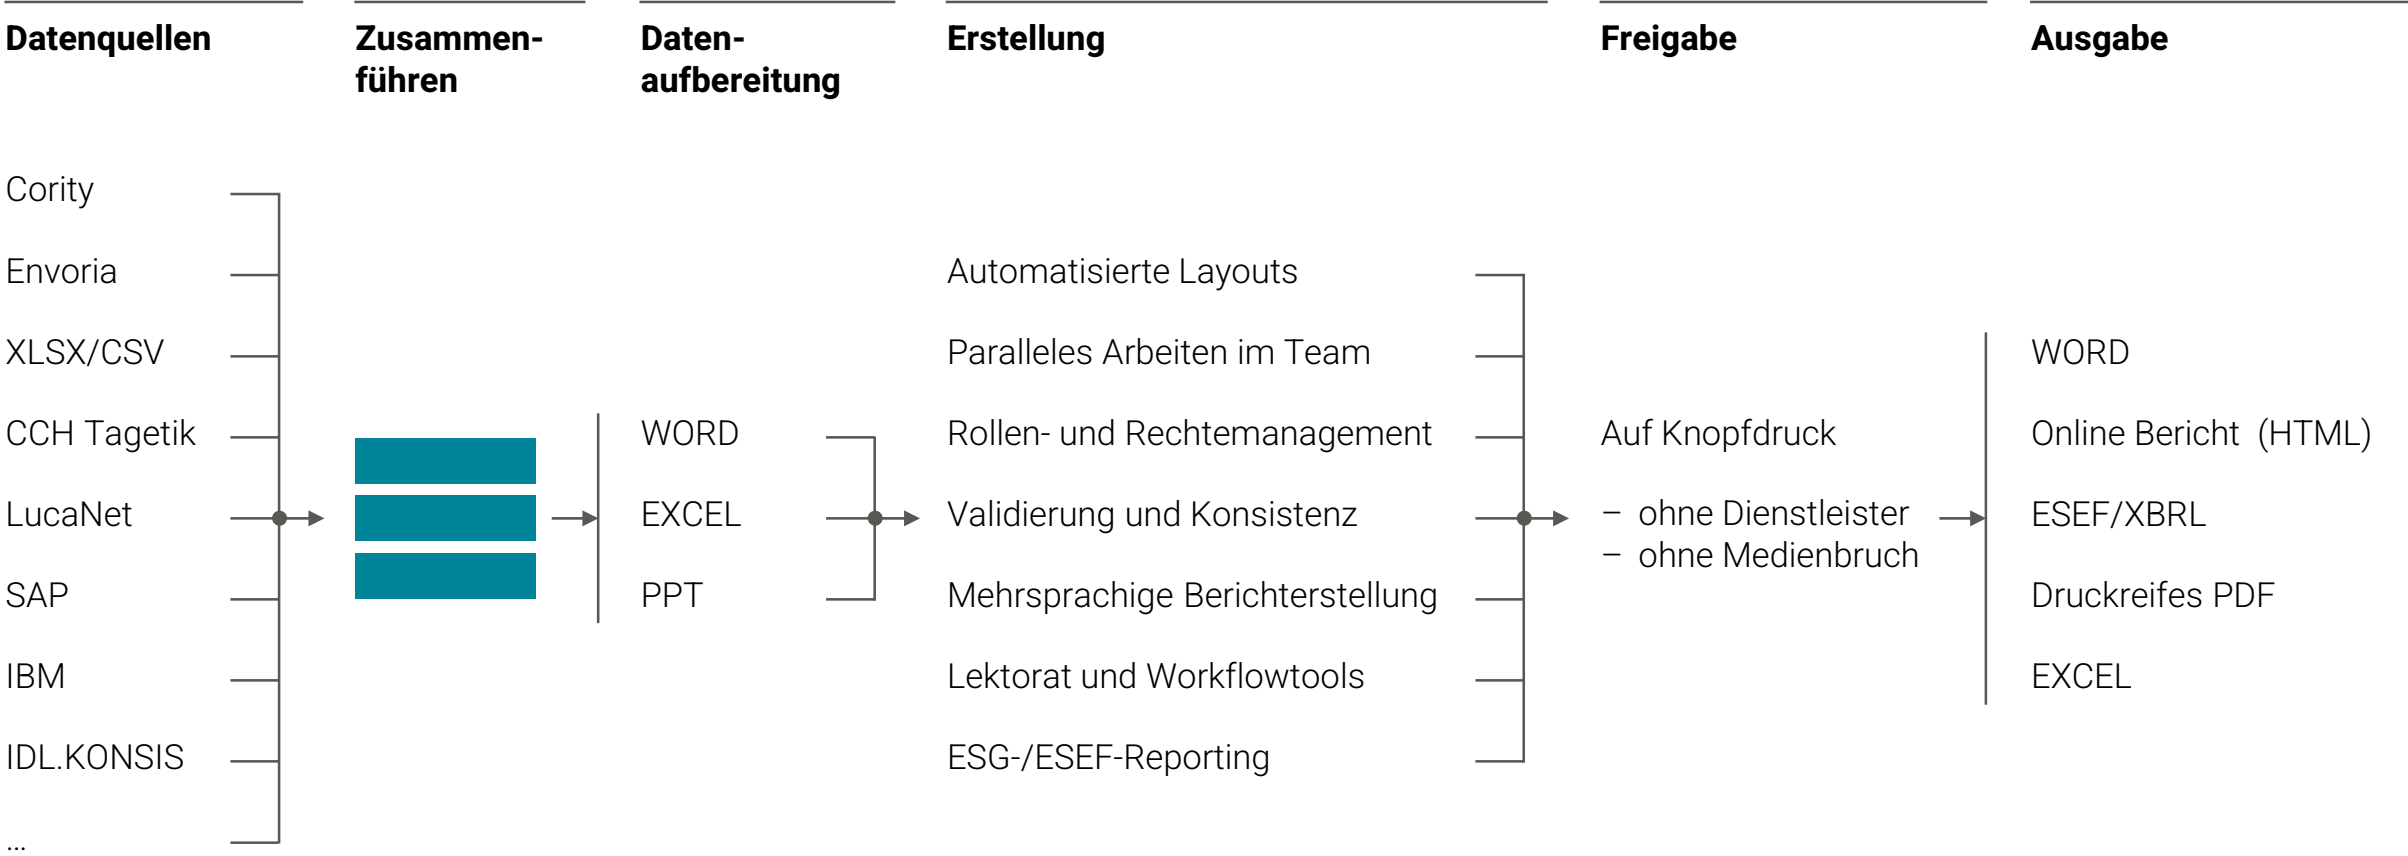 Datenquellen
Zusammen-
führen
Daten-
aufbereitung
Erstellung
Freigabe
Ausgabe
Cority
Envoria
XLSX/CSV
CCH Tagetik
LucaNet
SAP
IBM
IDL.KONSIS
...
WORD
EXCEL
PPT
Automatisierte Layouts
Paralleles Arbeiten im Team
Rollen- und Rechtemanagement
Validierung und Konsistenz
Mehrsprachige Berichterstellung
Lektorat und Workflowtools
ESG-/ESEF-Reporting
Auf Knopfdruck
– ohne Dienstleister
– ohne Medienbruch
WORD
Online Bericht (HTML)
ESEF/XBRL
Druckreifes PDF
EXCEL